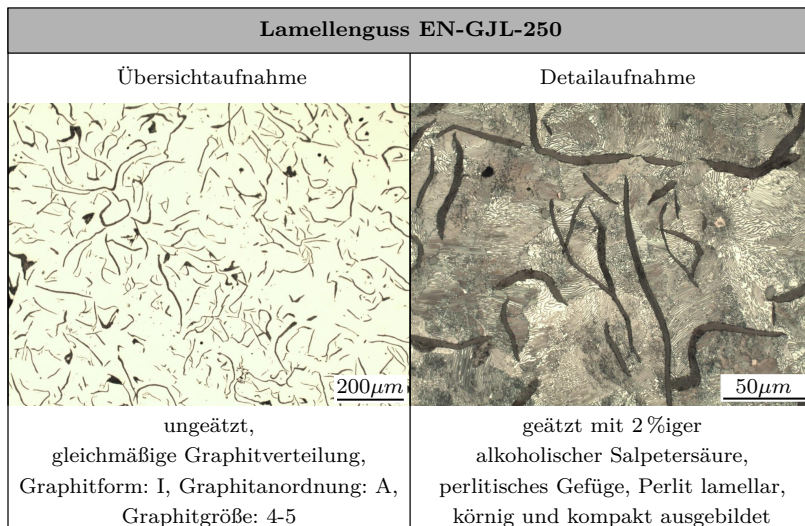 Lamellenguss EN-GJL-250
Übersichtaufnahme
Detailaufnahme
200μm
50μm
ungeätzt,
gleichmäßige Graphitverteilung,
Graphitform: I, Graphitanordnung: A,
Graphitgröße: 4-5
geätzt mit 2 %iger
alkoholischer Salpetersäure,
perlitisches Gefüge, Perlit lamellar,
körnig und kompakt ausgebildet